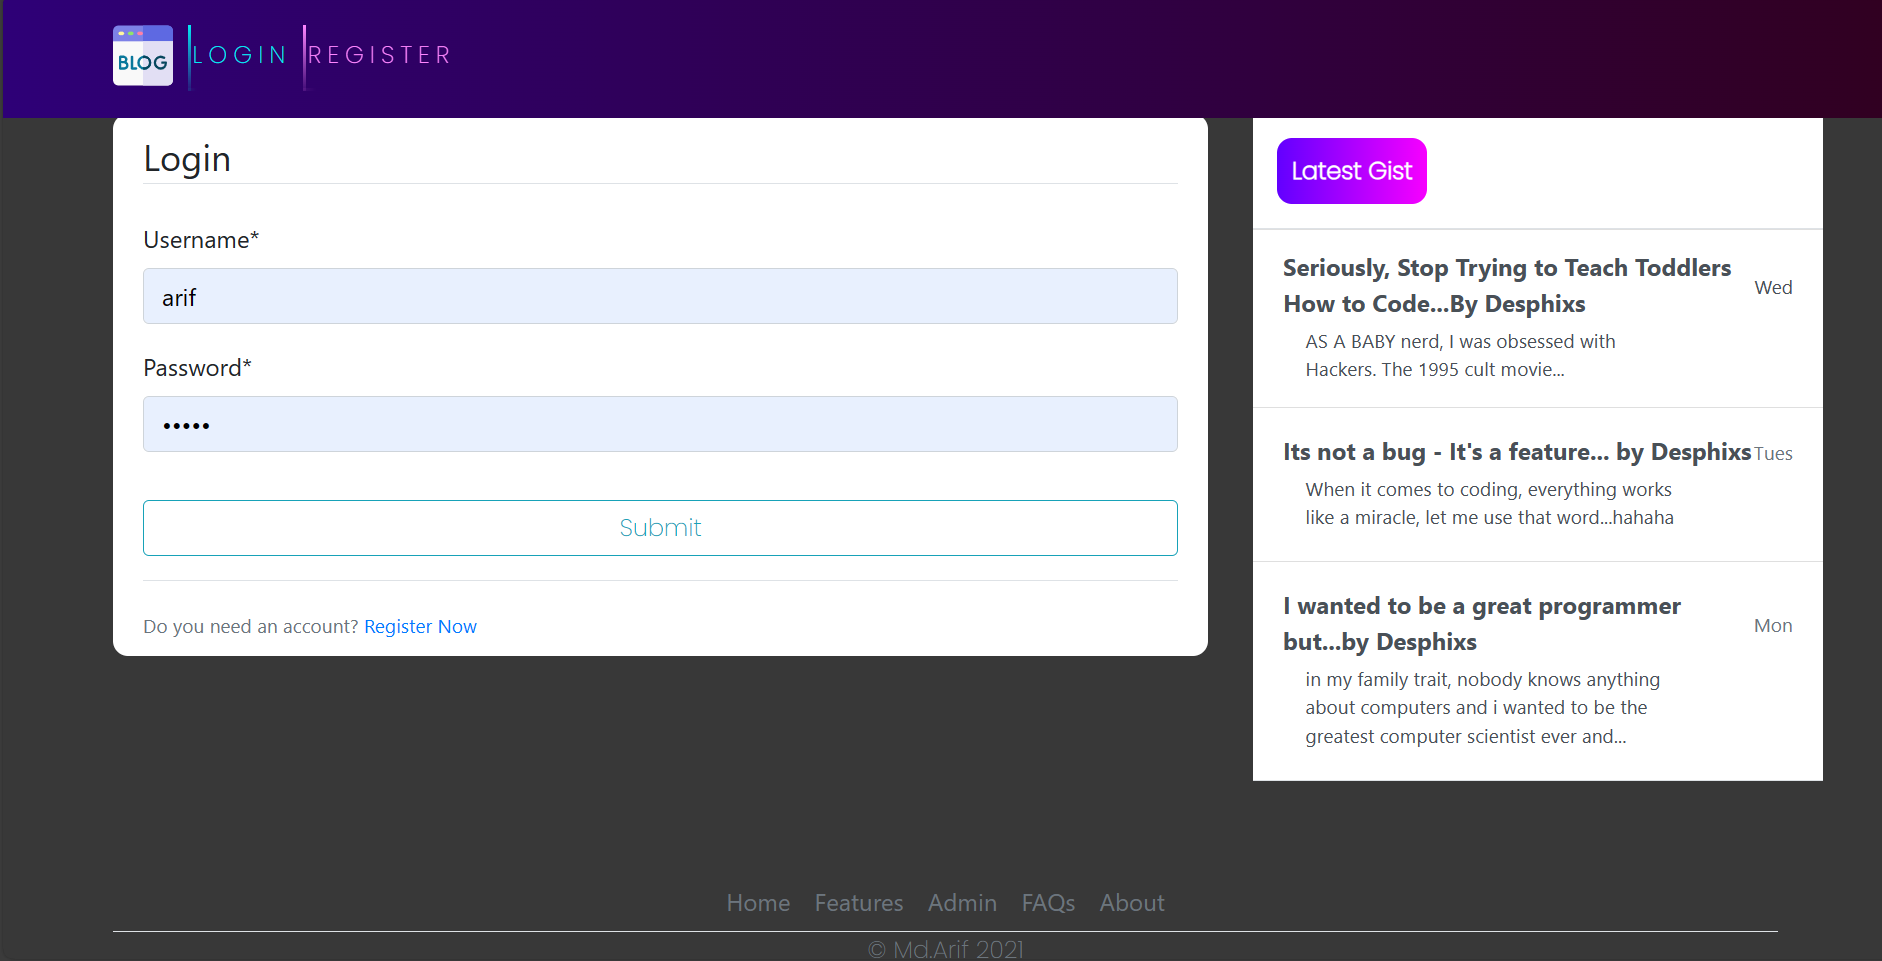 BLOG
LOGIN
REGISTER
Login
Username*
arif
Password*
•••••
Submit
Do you need an account? Register Now
Latest Gist
Seriously, Stop Trying to Teach Toddlers
How to Code...By Desphixs
Wed
AS A BABY nerd, I was obsessed with
Hackers. The 1995 cult movie...
Its not a bug - It's a feature... by Desphixs
Tues
When it comes to coding, everything works
like a miracle, let me use that word...hahaha
I wanted to be a great programmer
but...by Desphixs
Mon
in my family trait, nobody knows anything
about computers and i wanted to be the
greatest computer scientist ever and...
Home Features Admin FAQs About
© Md.Arif 2021